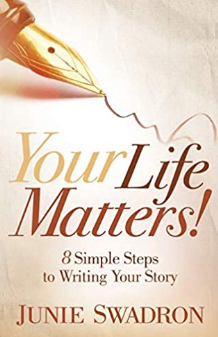 Your Life
Matters!
8 Simple Steps
to Writing Your Story
JUNIE SWADRON